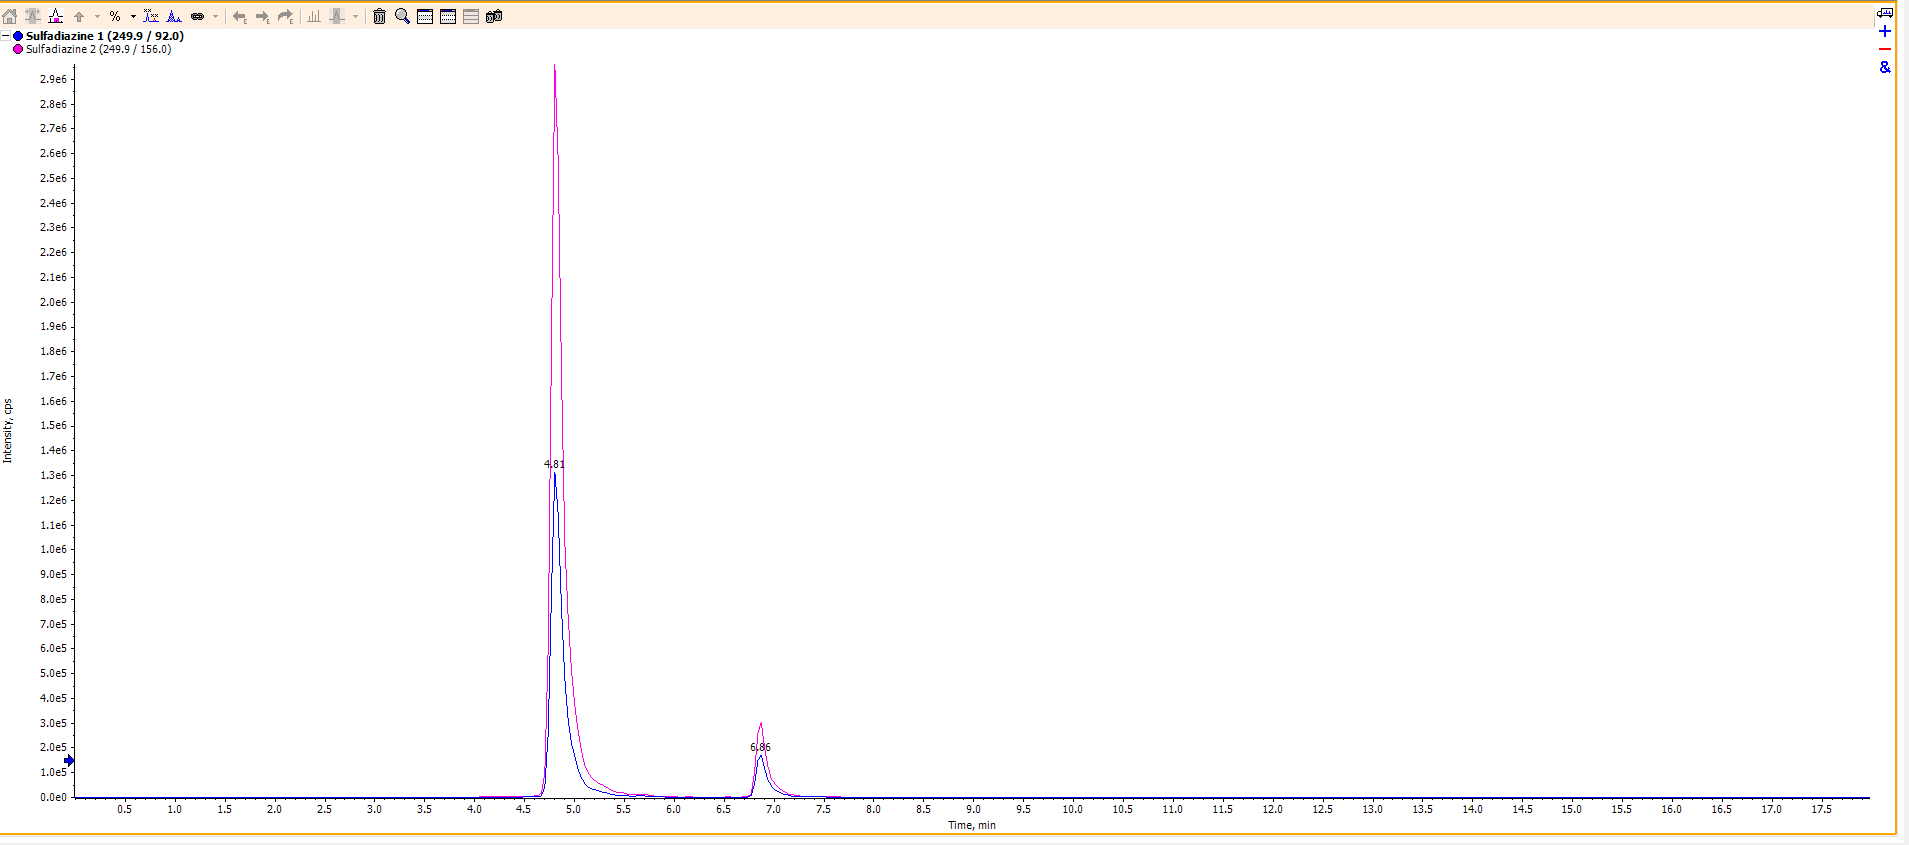 %
Sulfadiazine 1 (249.9 / 92.0)
Sulfadiazine 2 (249.9 / 156.0)
&
2.9e6
2.8e6
2.7e6
2.6e6
2.5e6
2.4e6
2.3e6
2.2e6
2.1e6
2.0e6
1.9e6
1.8e6
1.7e6
1.6e6
1.5e6
1.4e6
1.3e6
1.2e6
1.1e6
1.0e6
9.0e5
8.0e5
7.0e5
6.0e5
5.0e5
4.0e5
3.0e5
2.0e5
1.0e5
0.0e0
Intensity, cps
4.81
6.86
0.5 1.0 1.5 2.0 2.5 3.0 3.5 4.0 4.5 5.0 5.5 6.0 6.5 7.0 7.5 8.0 8.5 9.0 9.5 10.0 10.5 11.0 11.5 12.0 12.5 13.0 13.5 14.0 14.5 15.0 15.5 16.0 16.5 17.0 17.5
Time, min